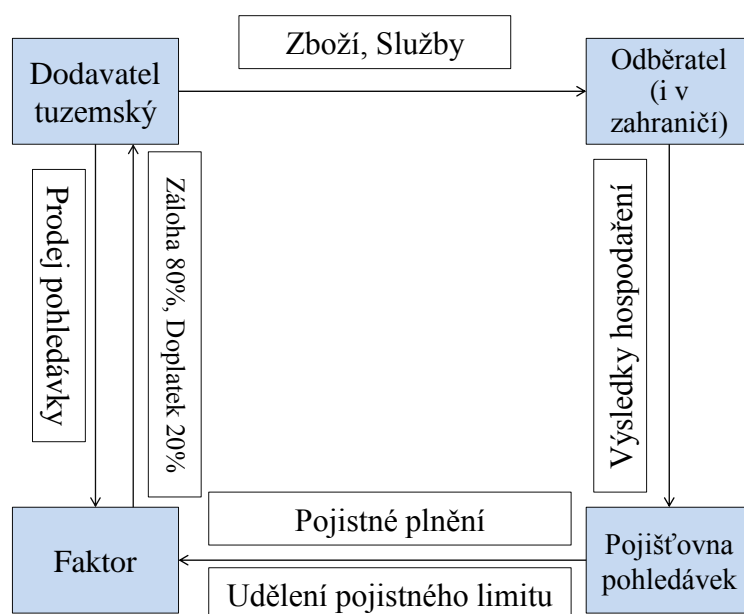 Zboží, Služby
Dodavatel
tuzemský
Odběratel
(i v
zahraničí)
Prodej pohledávky
Záloha 80%, Doplatek 20%
Výsledky hospodaření
Pojistné plnění
Faktor
Pojišťovna
pohledávek
Udělení pojistného limitu